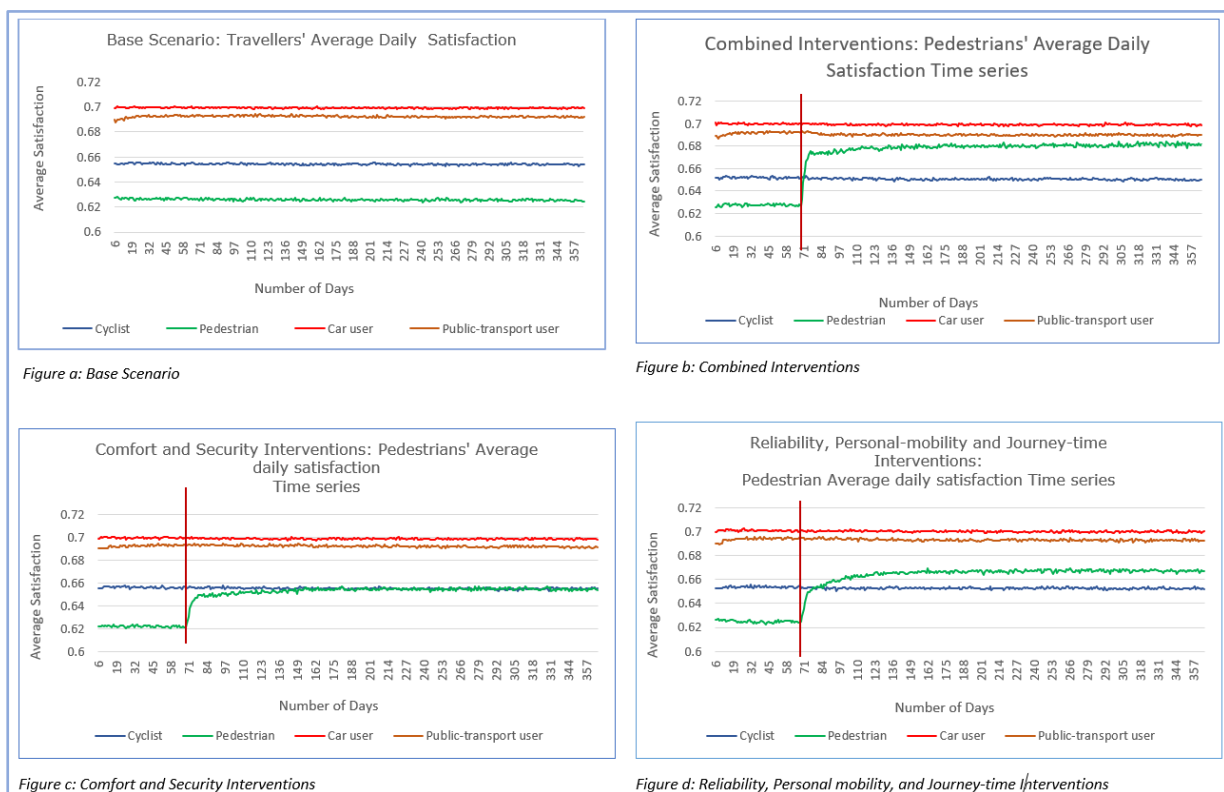 Base Scenario: Travellers' Average Daily Satisfaction
Average Satisfaction
0.72
0.7
0.68
0.66
0.64
0.62
0.6
6 19 32 45 58 71 84 97 110 123 136 149 162 175 188 201 214 227 240 253 266 279 292 305 318 331 344 357
Number of Days
Cyclist Pedestrian Car user Public-transport user
Figure a: Base Scenario
Combined Interventions: Pedestrians' Average Daily
Satisfaction Time series
Average Satisfaction
0.72
0.7
0.68
0.66
0.64
0.62
0.6
6 19 32 45 58 71 84 97 110 123 136 149 162 175 188 201 214 227 240 253 266 279 292 305 318 331 344 357
Number of Days
Cyclist Pedestrian Car user Public-transport user
Figure b: Combined Interventions
Comfort and Security Interventions: Pedestrians' Average
daily satisfaction
Time series
Average Satisfaction
0.72
0.7
0.68
0.66
0.64
0.62
0.6
6 19 32 45 58 71 84 97 110 123 136 149 162 175 188 201 214 227 240 253 266 279 292 305 318 331 344 357
Number of Days
Cyclist Pedestrian Car user Public-transport user
Figure c: Comfort and Security Interventions
Reliability, Personal-mobility and Journey-time
Interventions:
Pedestrian Average daily satisfaction Time series
Average Satisfaction
0.72
0.7
0.68
0.66
0.64
0.62
0.6
6 19 32 45 58 71 84 97 110 123 136 149 162 175 188 201 214 227 240 253 266 279 292 305 318 331 344 357
Number of Days
Cyclist Pedestrian Car user Public-transport user
Figure d: Reliability, Personal mobility, and Journey-time Interventions